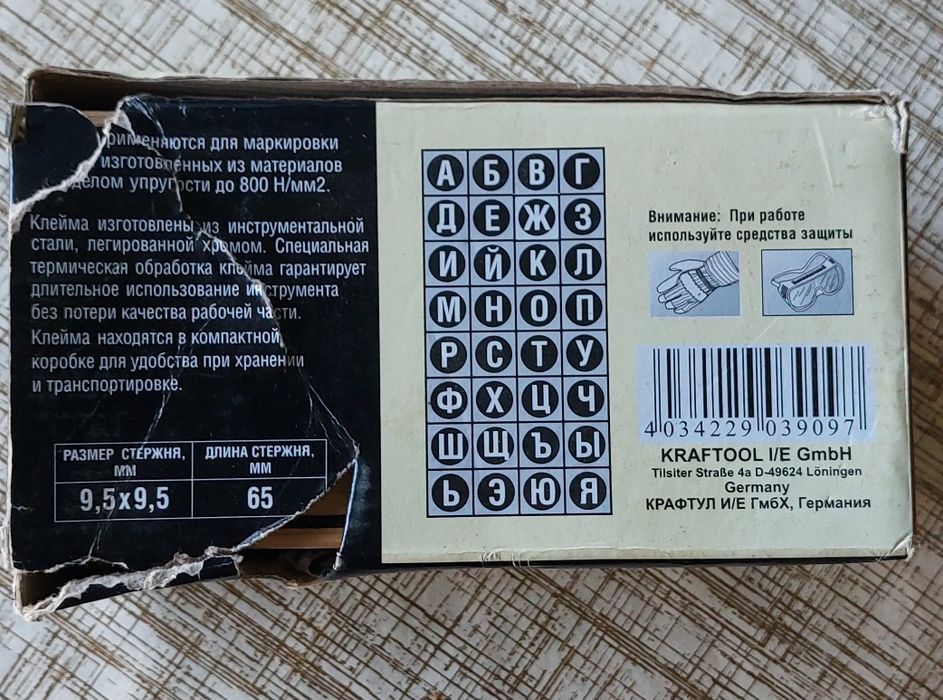 для маркировки
изготовленных из материалов
упругости до 800 Н/мм2.
Клейма изготовлены из инструментальной
стали, легированной хромом. Специальная
термическая обработка клейма гарантирует
длительное использование инструмента
без потери качества рабочей части.
Клейма находятся в компактной
коробке для удобства при хранении
и транспортировке.
РАЗМЕР СТЕРЖНЯ, ММ
ДЛИНА СТЕРЖНЯ, ММ
9,5х9,5
65
А Б В Г
Д Е Ж З
И Й К Л
М Н О П
Р С Т У
Ф Х Ц Ч
Ш Щ Ъ Ы
Ь Э Ю Я
Внимание: При работе
используйте средства защиты
4 034229 039097
KRAFTOOL I/E GmbH
Tilsiter Straße 4a D-49624 Löningen
Germany
КРАФТУЛ И/Е ГмбХ, Германия